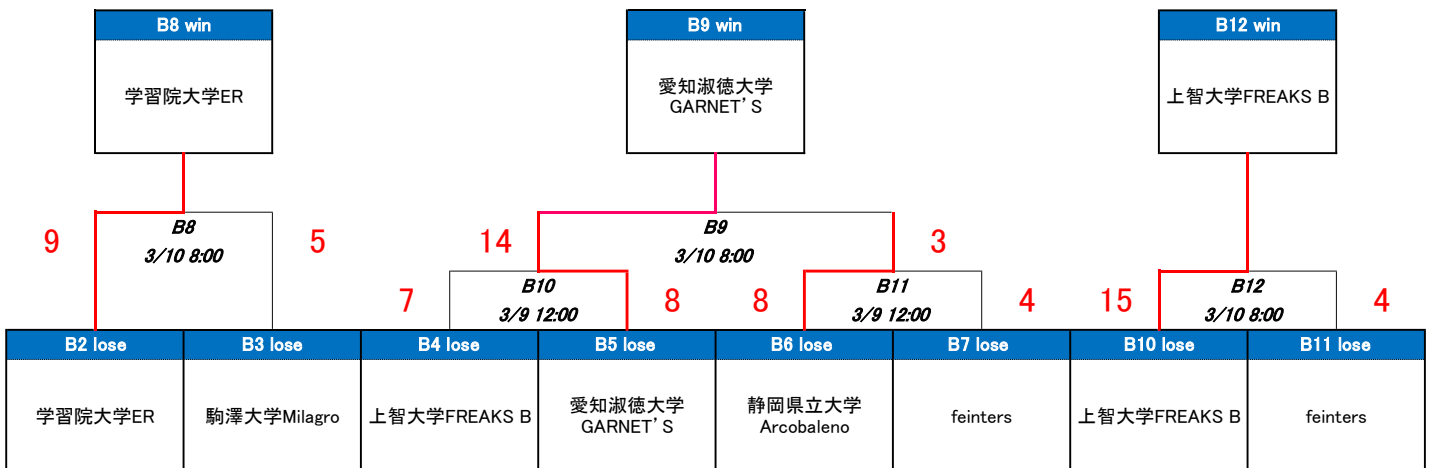 B8 win
B9 win
B12 win
学習院大学ER
愛知淑徳大学
GARNET’S
上智大学FREAKS B
9
B8
3/10 8:00
5
14
B9
3/10 8:00
3
7
B10
3/9 12:00
8
8
B11
3/9 12:00
4
15
B12
3/10 8:00
4
B2 lose
B3 lose
B4 lose
B5 lose
B6 lose
B7 lose
B10 lose
B11 lose
学習院大学ER
駒澤大学Milagro
上智大学FREAKS B
愛知淑徳大学
GARNET’S
静岡県立大学
Arcobaleno
feinters
上智大学FREAKS B
feinters